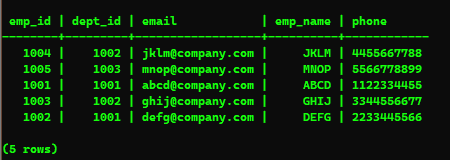 emp_id | dept_id | email | emp_name | phone
--------+---------+------------------+----------+------------
1004 | 1002 | jklm@company.com | JKLM | 4455667788
1005 | 1003 | mnop@company.com | MNOP | 5566778899
1001 | 1001 | abcd@company.com | ABCD | 1122334455
1003 | 1002 | ghij@company.com | GHIJ | 3344556677
1002 | 1001 | defg@company.com | DEFG | 2233445566
(5 rows)